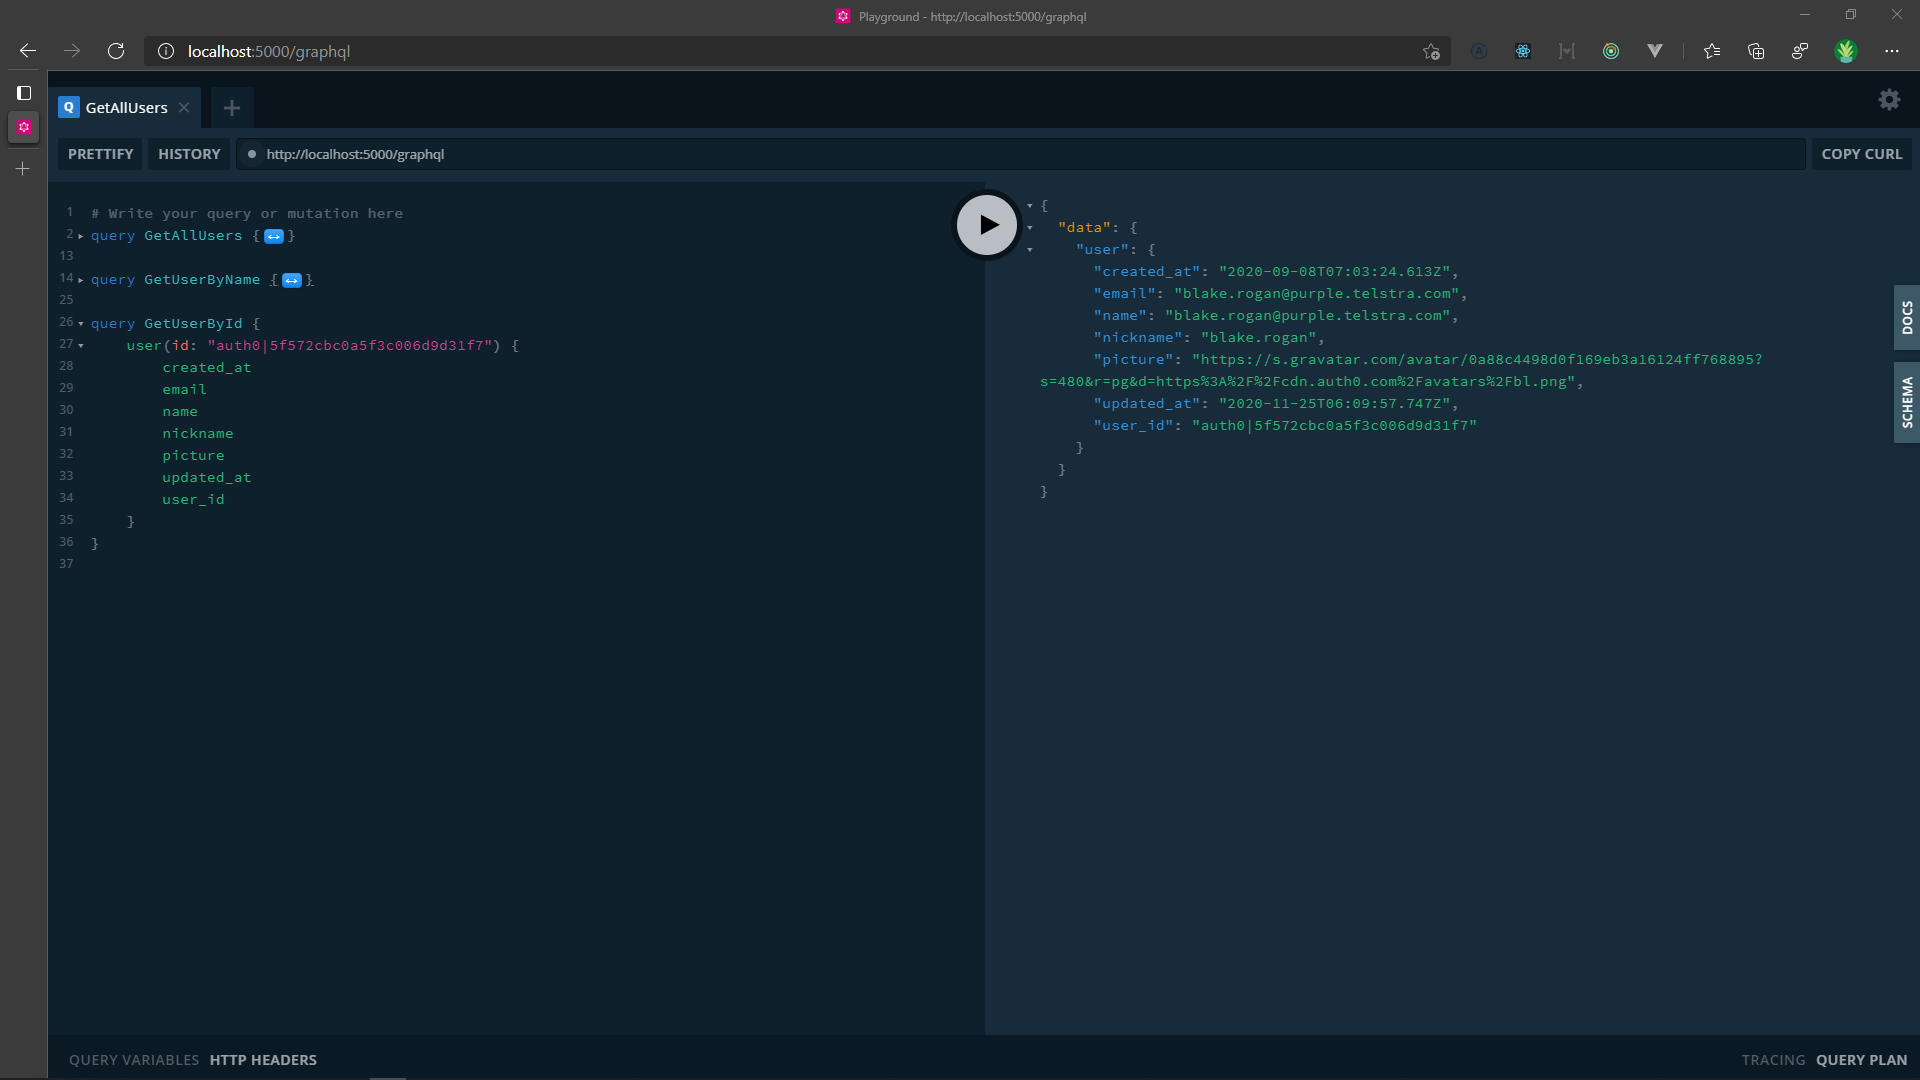 Playground - http://localhost:5000/graphql
localhost:5000/graphql
Q GetAllUsers
PRETTIFY HISTORY http://localhost:5000/graphql COPY CURL
1 # Write your query or mutation here
2 query GetAllUsers {↔}
13
14 query GetUserByName {↔}
25
26 query GetUserById {
27 user(id: "auth0|5f572cbc0a5f3c006d9d31f7") {
28 created_at
29 email
30 name
31 nickname
32 picture
33 updated_at
34 user_id
35 }
36 }
37
{
"data": {
"user": {
"created_at": "2020-09-08T07:03:24.613Z",
"email": "blake.rogan@purple.telstra.com",
"name": "blake.rogan@purple.telstra.com",
"nickname": "blake.rogan",
"picture": "https://s.gravatar.com/avatar/0a88c4498d0f169eb3a16124ff768895?
s=480&r=pg&d=https%3A%2F%2Fcdn.auth0.com%2Favatars%2Fbl.png",
"updated_at": "2020-11-25T06:09:57.747Z",
"user_id": "auth0|5f572cbc0a5f3c006d9d31f7"
}
}
}
DOCS
SCHEMA
QUERY VARIABLES HTTP HEADERS
TRACING QUERY PLAN